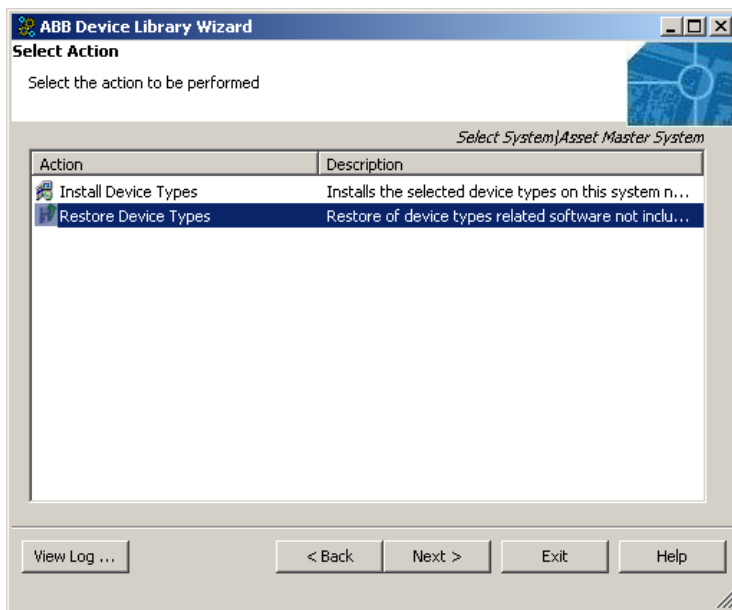 ABB Device Library Wizard
Select Action
Select the action to be performed
Select System|Asset Master System
Action Description
Install Device Types Installs the selected device types on this system n...
Restore Device Types Restore of device types related software not inclu...
View Log ... < Back Next > Exit Help